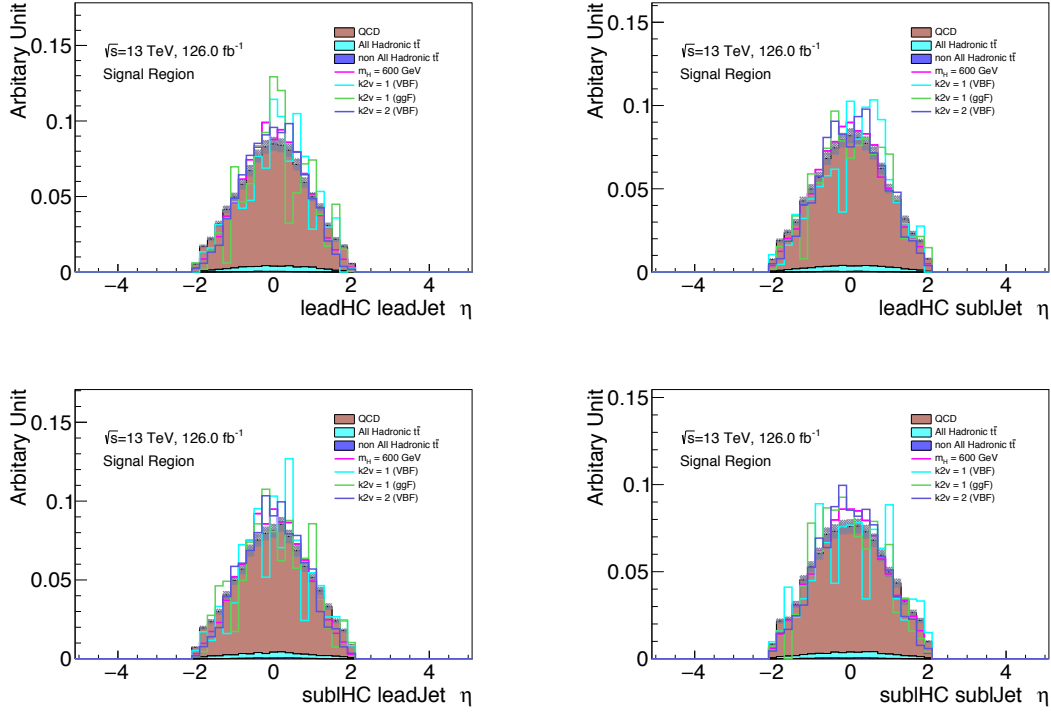 Arbitary Unit
0.15
0.1
0.05
0
√s=13 TeV, 126.0 fb⁻¹
Signal Region
QCD
All Hadronic tt̄
non All Hadronic tt̄
m_H = 600 GeV
k2v = 1 (VBF)
k2v = 1 (ggF)
k2v = 2 (VBF)
−4 −2 0 2 4
leadHC leadJet η
Arbitary Unit
0.15
0.1
0.05
0
√s=13 TeV, 126.0 fb⁻¹
Signal Region
QCD
All Hadronic tt̄
non All Hadronic tt̄
m_H = 600 GeV
k2v = 1 (VBF)
k2v = 1 (ggF)
k2v = 2 (VBF)
−4 −2 0 2 4
leadHC sublJet η
Arbitary Unit
0.15
0.1
0.05
0
√s=13 TeV, 126.0 fb⁻¹
Signal Region
QCD
All Hadronic tt̄
non All Hadronic tt̄
m_H = 600 GeV
k2v = 1 (VBF)
k2v = 1 (ggF)
k2v = 2 (VBF)
−4 −2 0 2 4
sublHC leadJet η
Arbitary Unit
0.15
0.1
0.05
0
√s=13 TeV, 126.0 fb⁻¹
Signal Region
QCD
All Hadronic tt̄
non All Hadronic tt̄
m_H = 600 GeV
k2v = 1 (VBF)
k2v = 1 (ggF)
k2v = 2 (VBF)
−4 −2 0 2 4
sublHC sublJet η